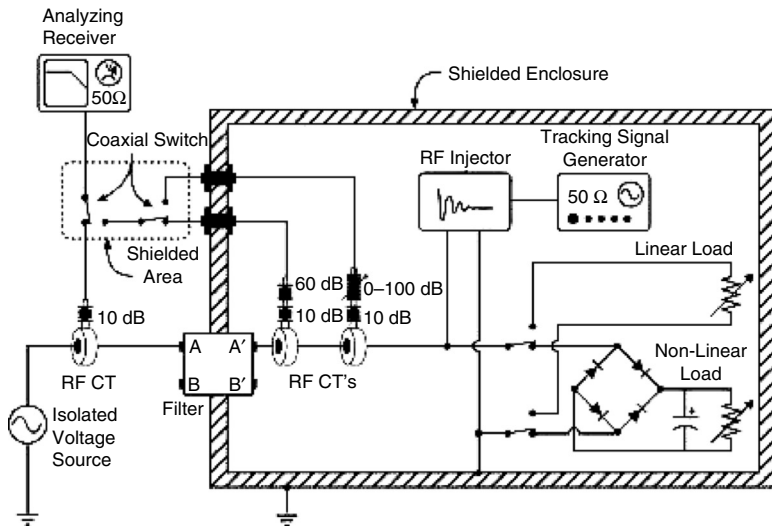 Analyzing
Receiver
50Ω
Shielded Enclosure
Coaxial Switch
RF Injector
Tracking Signal
Generator
50 Ω
Shielded
Area
Linear Load
60 dB
0–100 dB
10 dB
10 dB
10 dB
A
A′
B
B′
RF CT
RF CT's
Filter
Non-Linear
Load
Isolated
Voltage
Source
+